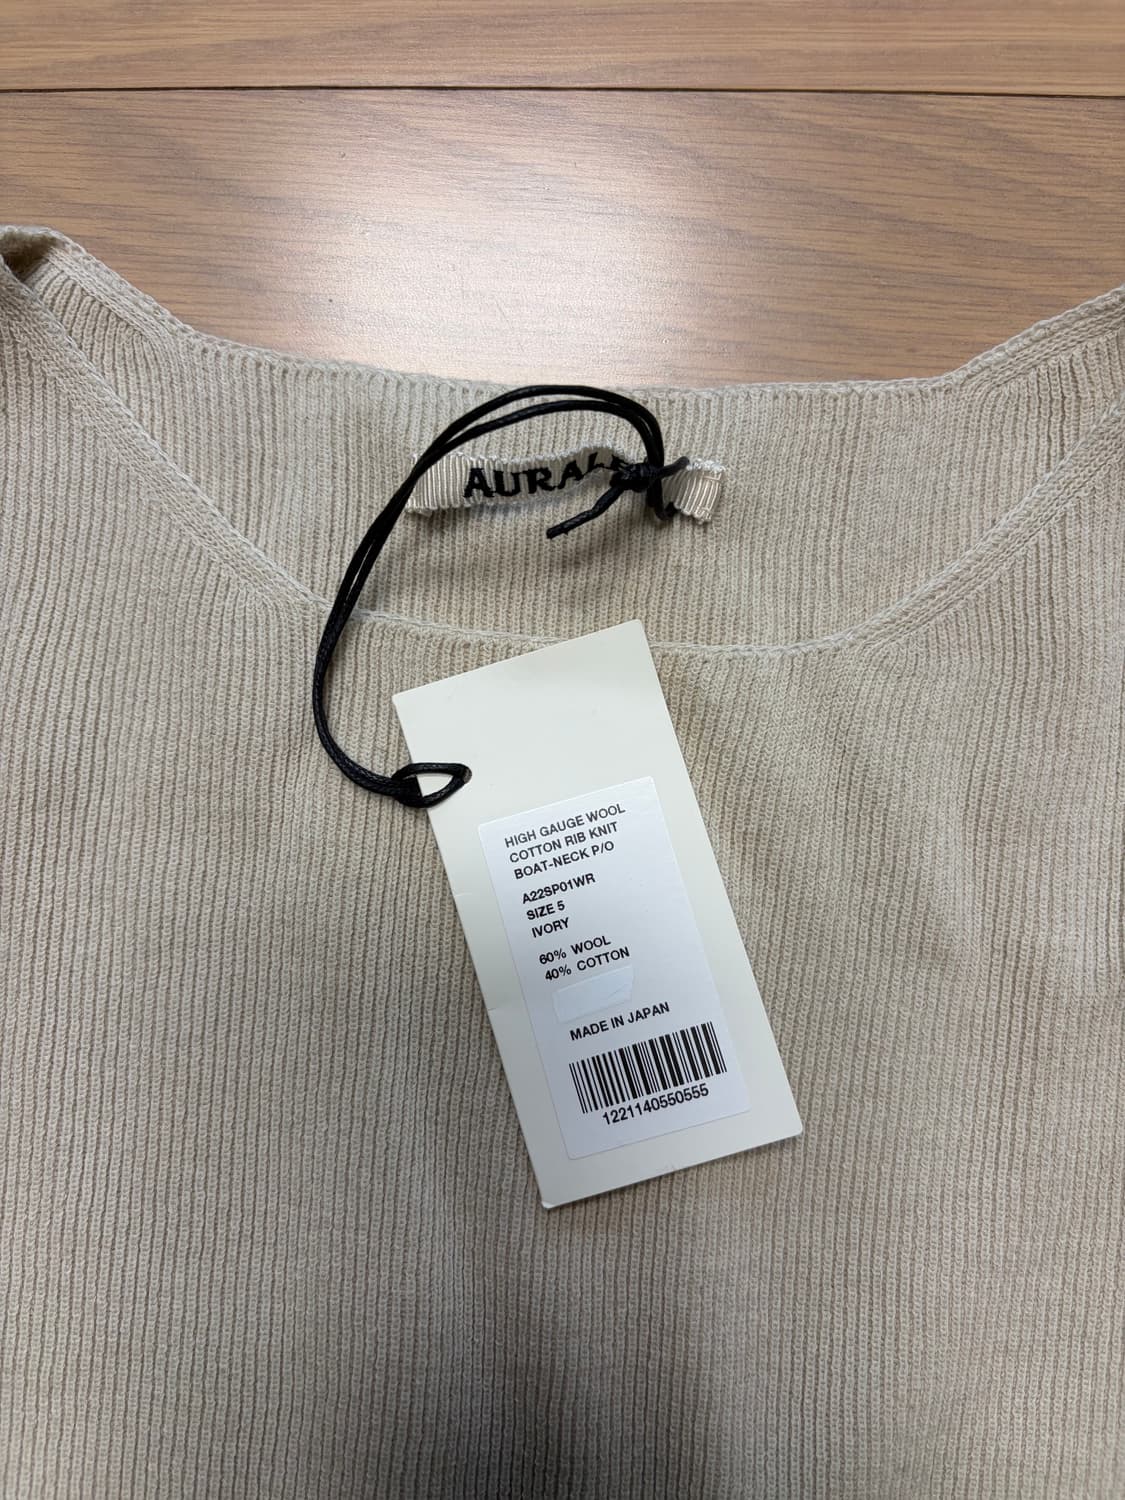 AURAL
HIGH GAUGE WOOL
COTTON RIB KNIT
BOAT-NECK P/O
A22SP01WR
SIZE 5
IVORY
60% WOOL
40% COTTON
MADE IN JAPAN
1221140550555